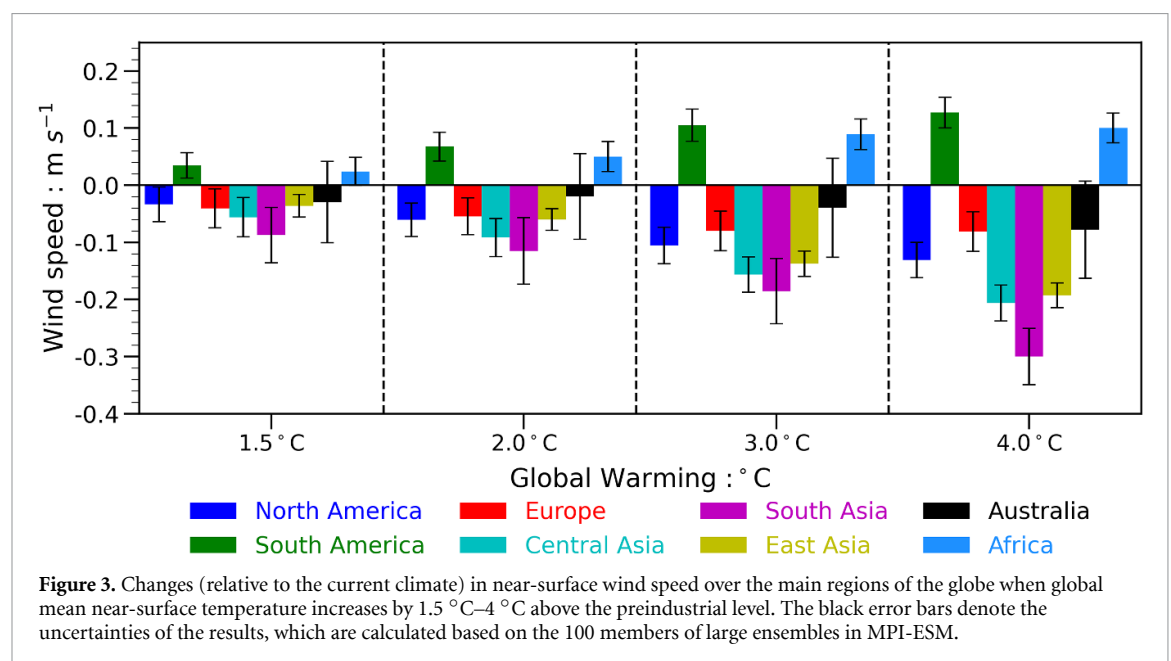 0.2
0.1
0.0
-0.1
-0.2
-0.3
-0.4
Wind speed : m s⁻¹
1.5°C 2.0°C 3.0°C 4.0°C
Global Warming :°C
North America Europe South Asia Australia
South America Central Asia East Asia Africa
Figure 3. Changes (relative to the current climate) in near-surface wind speed over the main regions of the globe when global
mean near-surface temperature increases by 1.5 °C–4 °C above the preindustrial level. The black error bars denote the
uncertainties of the results, which are calculated based on the 100 members of large ensembles in MPI-ESM.